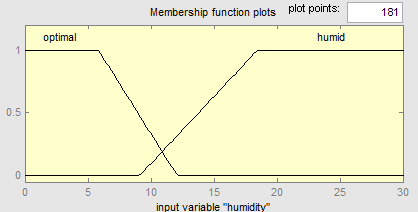 Membership function plots plot points: 181
optimal humid
1
0.5
0
0 5 10 15 20 25 30
input variable "humidity"